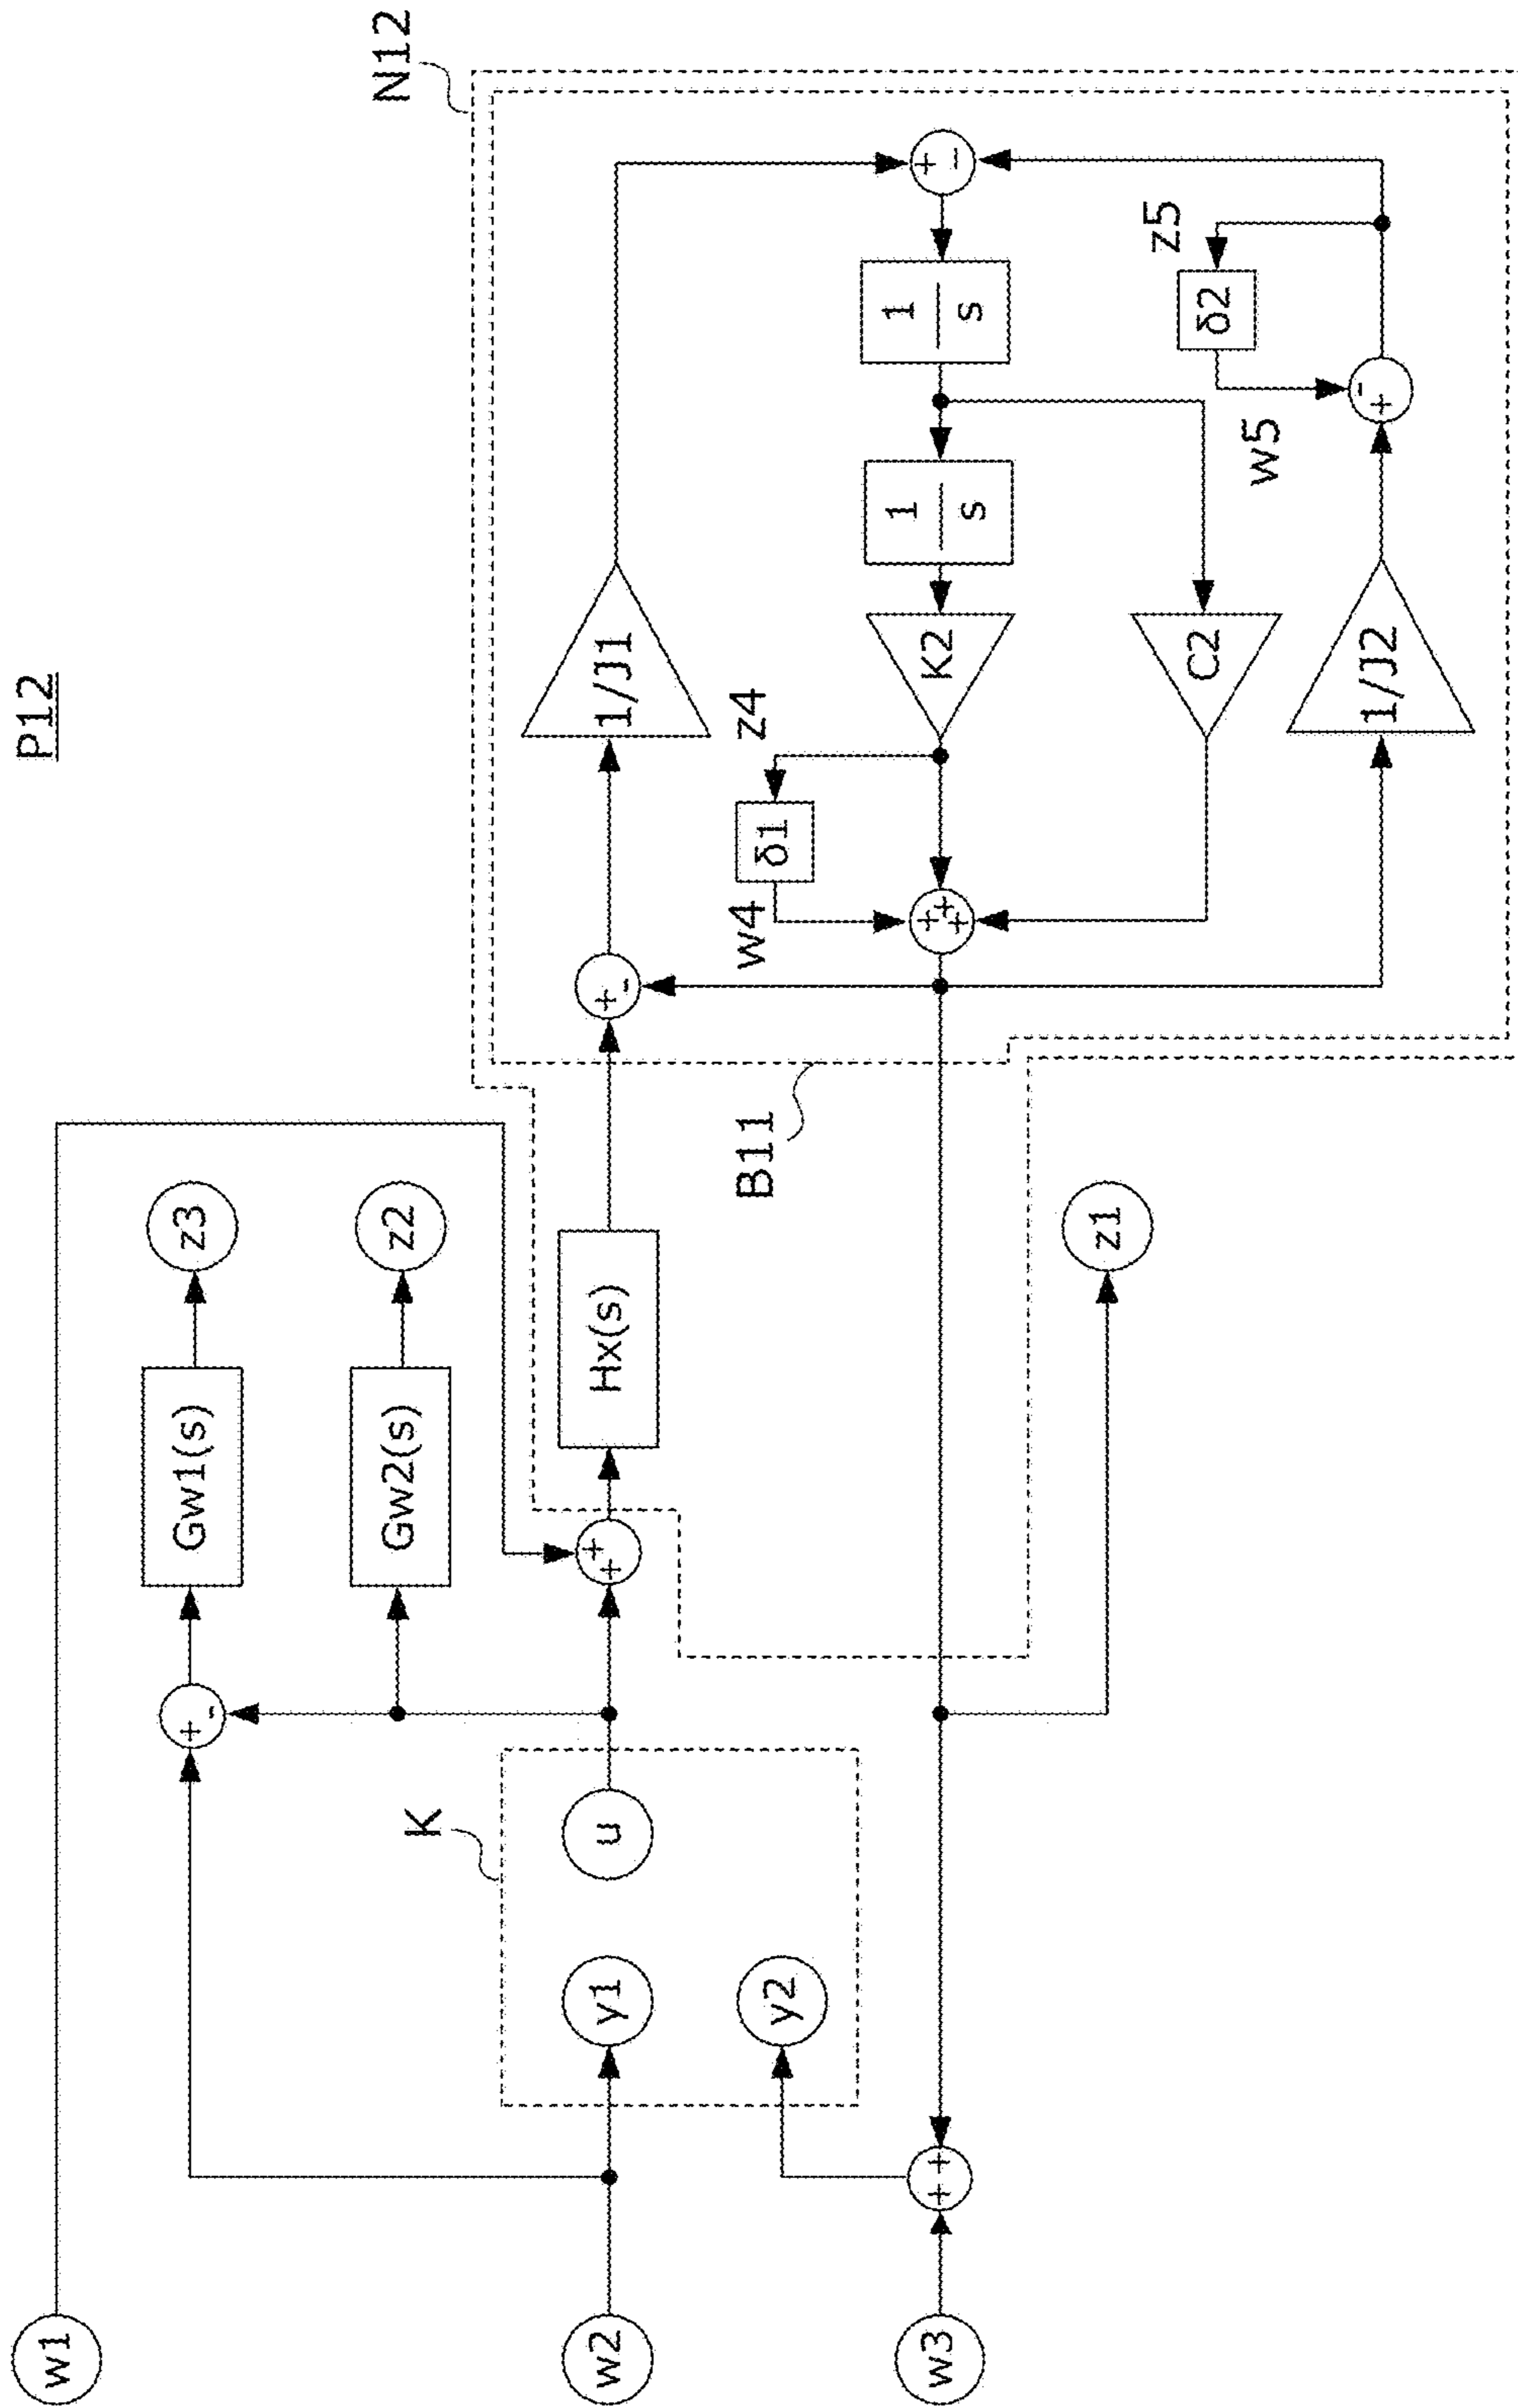 P12
N12
w1
z3
Gw1(s)
+
-
z2
Gw2(s)
K
w2
y1
u
+
+
Hx(s)
+
-
1/J1
y2
B11
w4
δ1
z4
w3
+
+
+
+
+
K2
1
s
1
s
+
-
z1
C2
w5
δ2
z5
1/J2
+
-